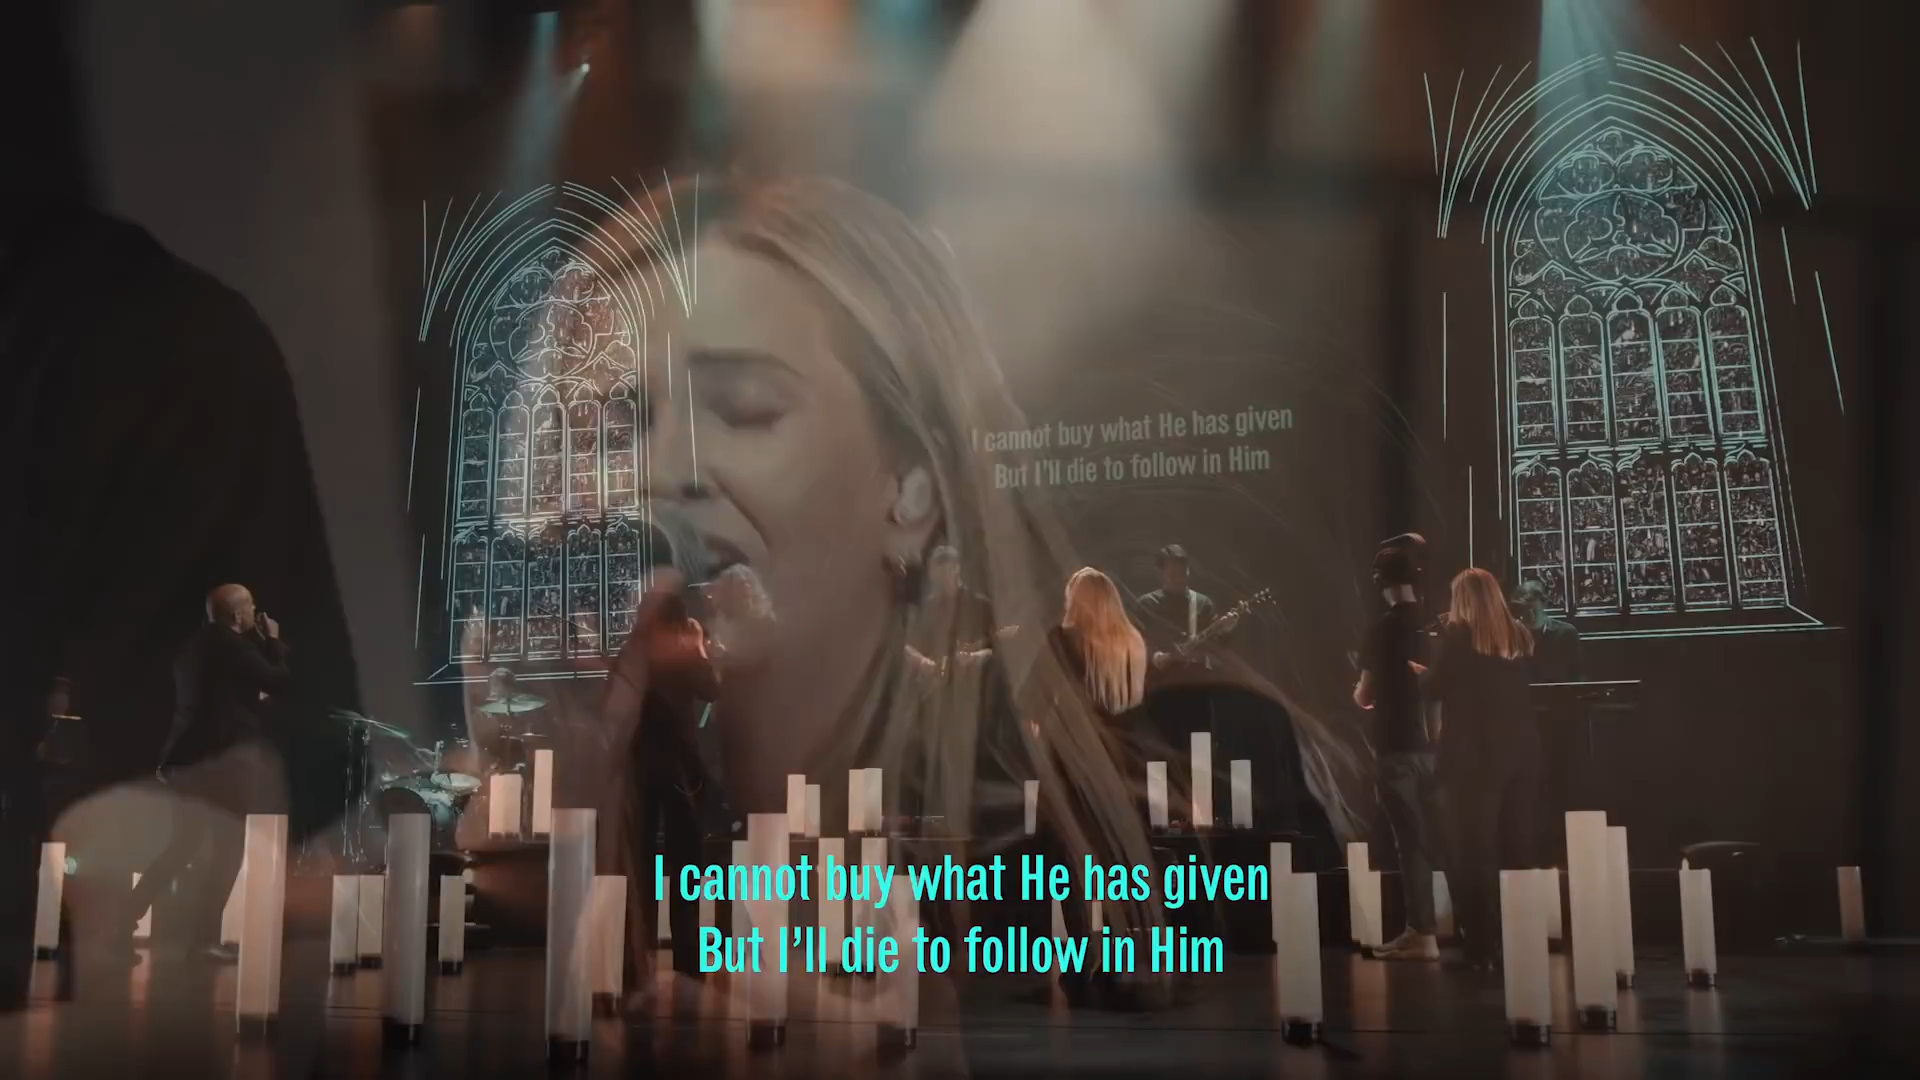 I cannot buy what He has given
But I'll die to follow in Him
I cannot buy what He has given
But I'll die to follow in Him